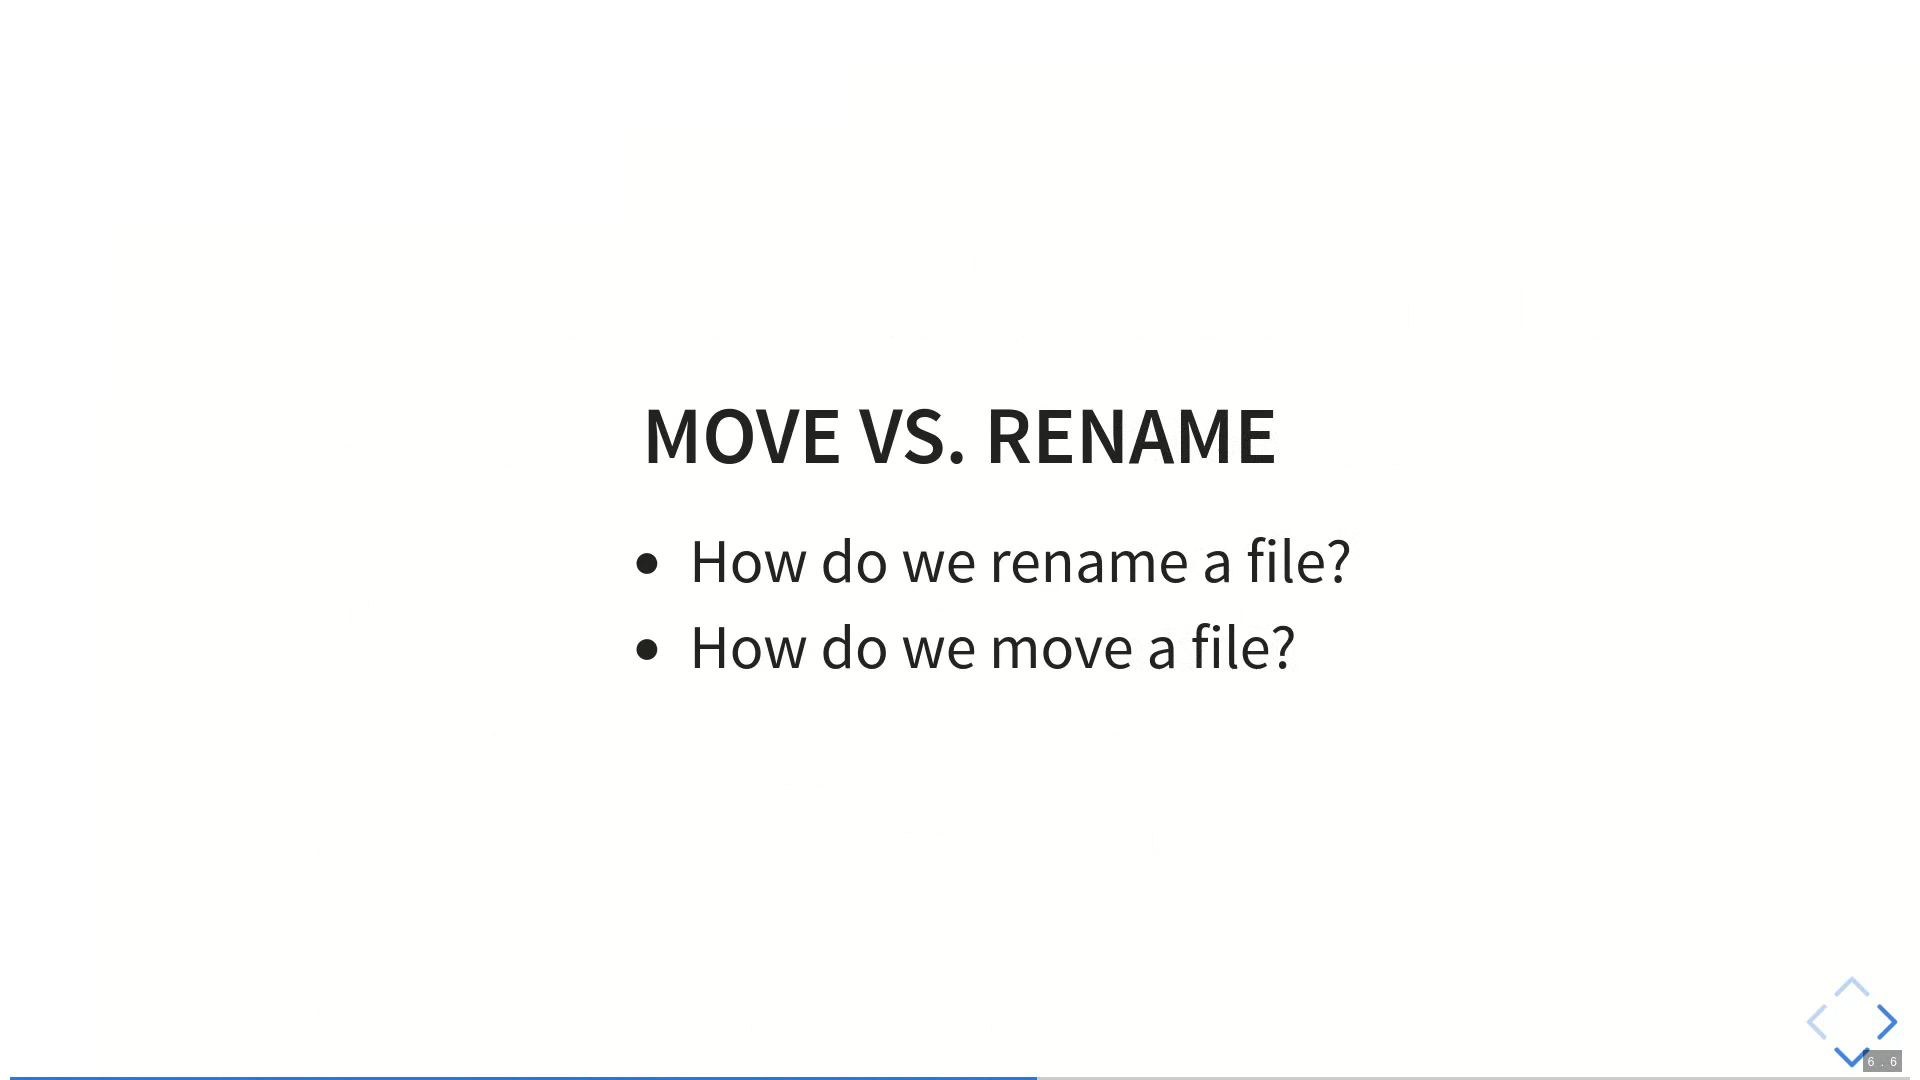 MOVE VS. RENAME
How do we rename a file?
How do we move a file?
6 . 6